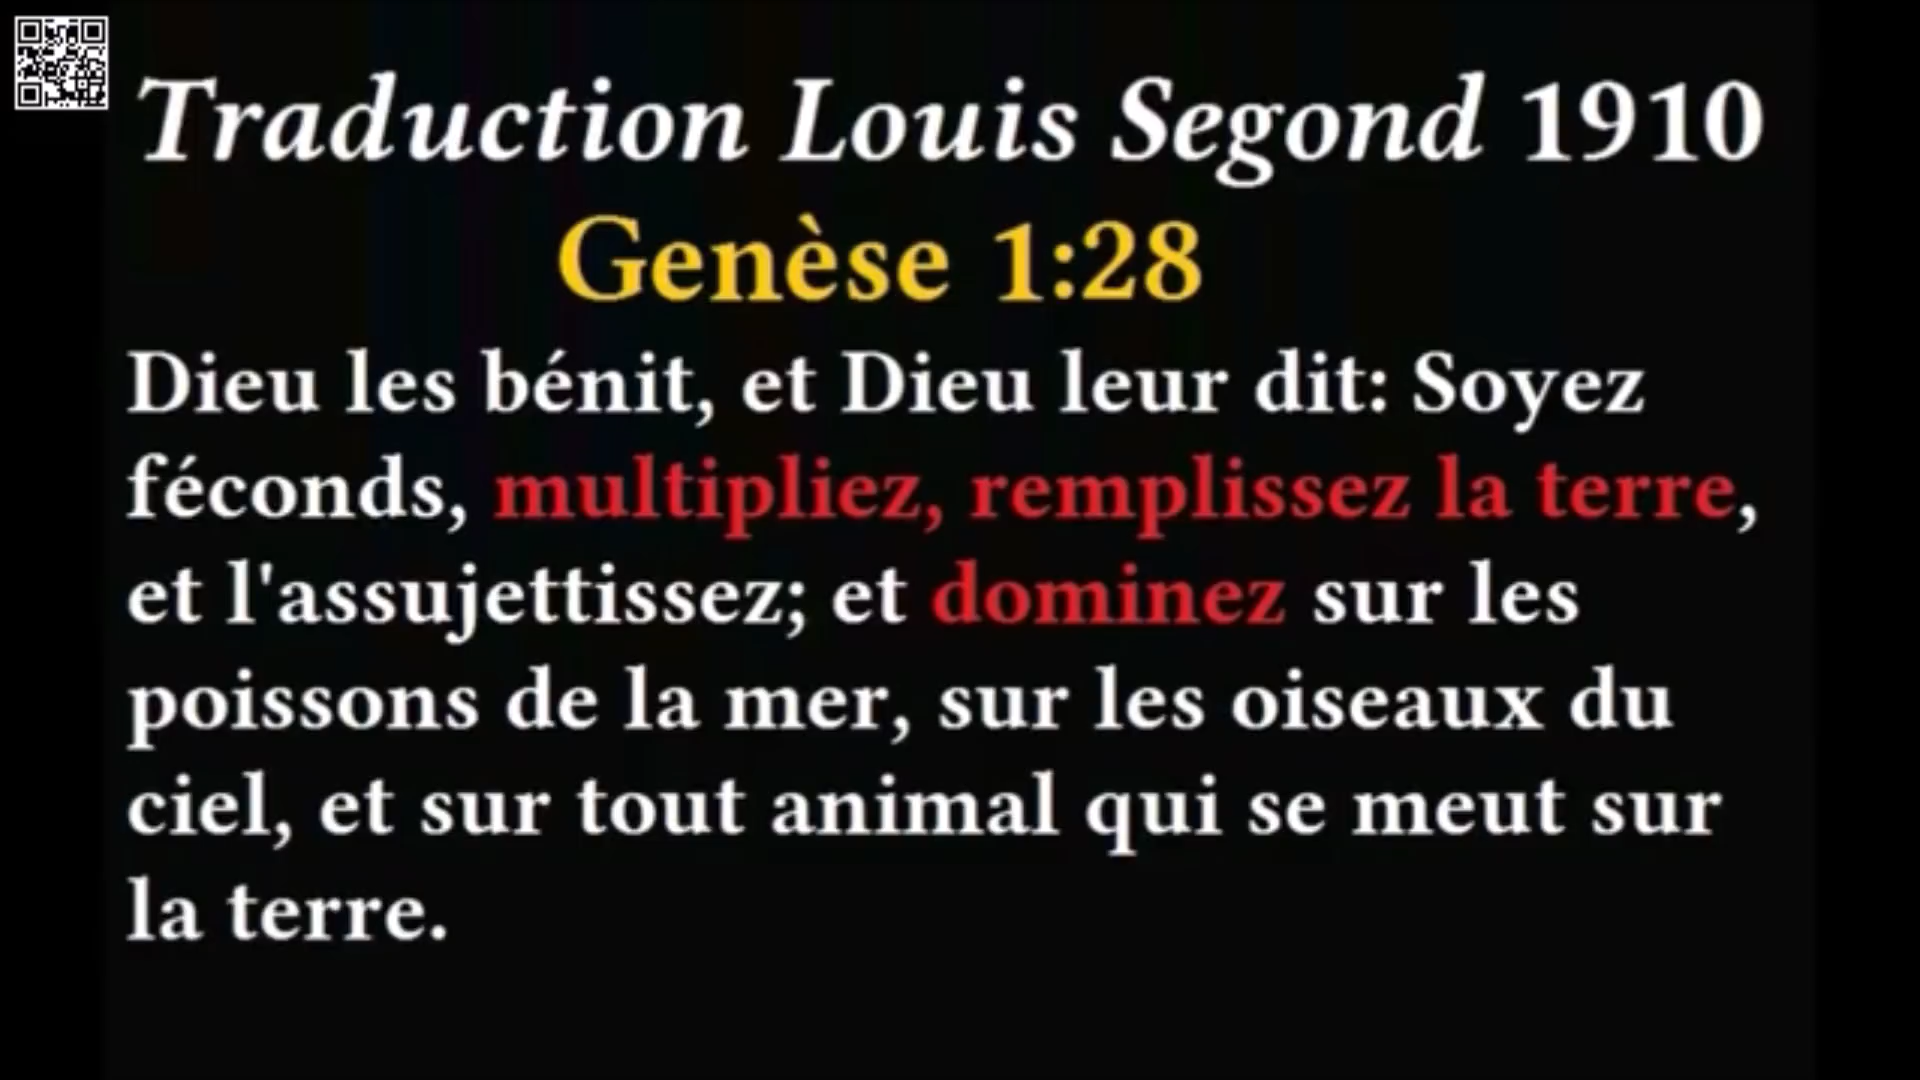 Traduction Louis Segond 1910
Genèse 1:28
Dieu les bénit, et Dieu leur dit: Soyez
féconds, multipliez, remplissez la terre,
et l'assujettissez; et dominez sur les
poissons de la mer, sur les oiseaux du
ciel, et sur tout animal qui se meut sur
la terre.